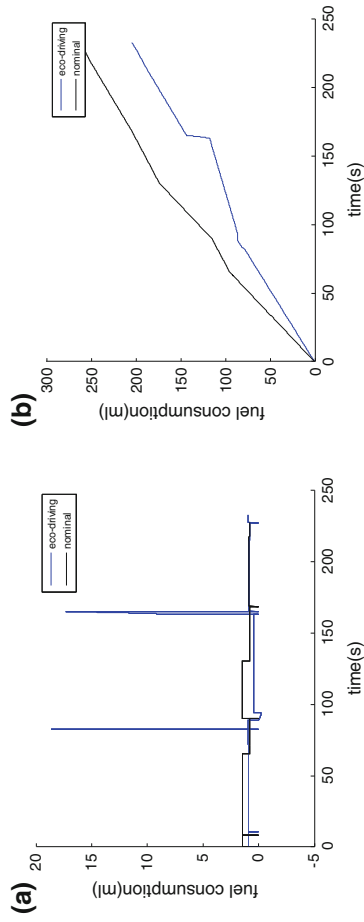 (a)
eco-driving
nominal
20
15
10
5
0
-5
fuel consumption(ml)
0
50
100
150
200
250
time(s)
(b)
eco-driving
nominal
300
250
200
150
100
50
0
fuel consumption(ml)
0
50
100
150
200
250
time(s)